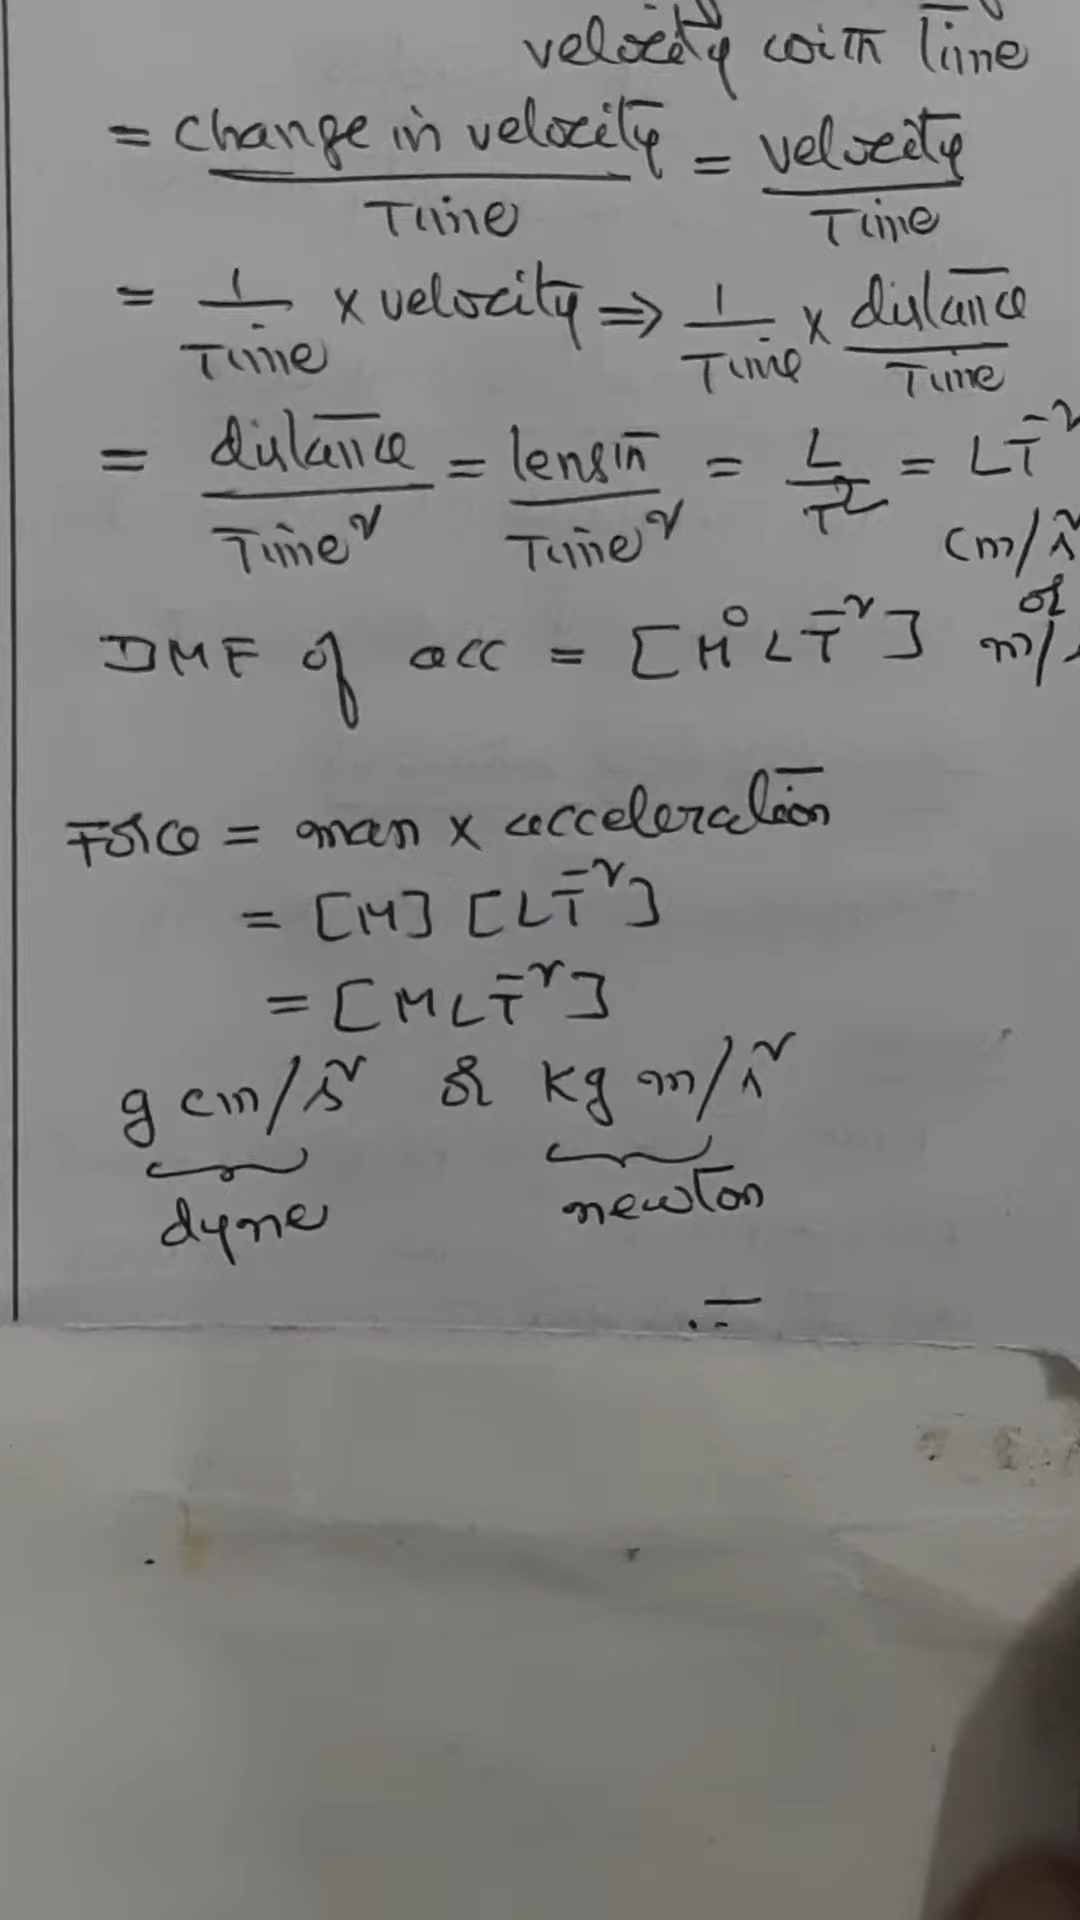 velocity with Time
= Change in velocity / Time = velocity / Time
= 1 / Time × velocity ⇒ 1 / Time × distance / Time
= distance / Time² = length / Time² = L / T² = LT⁻²
cm/s²
or
DMF of acc = [M⁰LT⁻²] m/s
Force = mass × acceleration
= [M] [LT⁻²]
= [MLT⁻²]
g cm/s² or kg m/s²
dyne newton